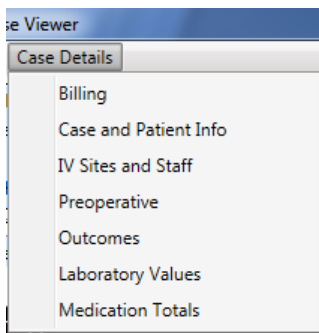 se Viewer
Case Details
Billing
Case and Patient Info
IV Sites and Staff
Preoperative
Outcomes
Laboratory Values
Medication Totals